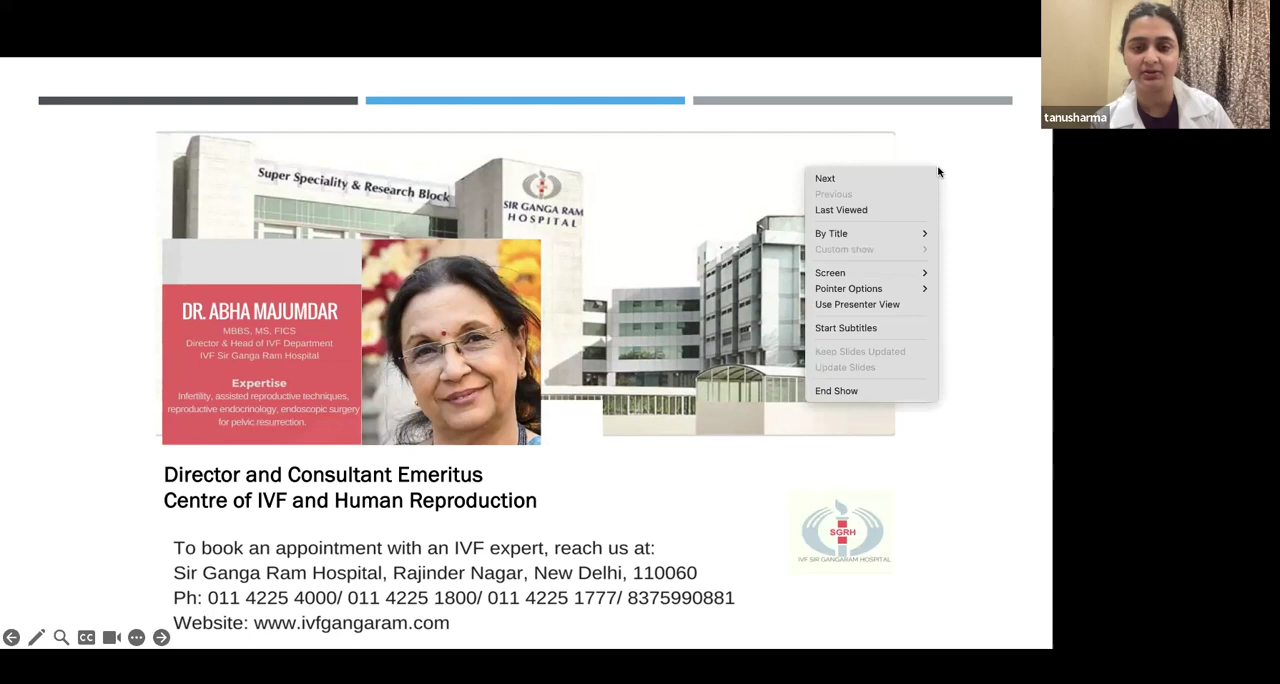 tanusharma
Super Speciality & Research Block
SIR GANGA RAM
HOSPITAL
DR. ABHA MAJUMDAR
MBBS, MS, FICS
Director & Head of IVF Department
IVF Sir Ganga Ram Hospital
Expertise
Infertility, assisted reproductive techniques,
reproductive endocrinology, endoscopic surgery
for pelvic resurrection.
Next
Previous
Last Viewed
By Title
Custom show
Screen
Pointer Options
Use Presenter View
Start Subtitles
Keep Slides Updated
Update Slides
End Show
Director and Consultant Emeritus
Centre of IVF and Human Reproduction
SGRH
IVF SIR GANGARAM HOSPITAL
To book an appointment with an IVF expert, reach us at:
Sir Ganga Ram Hospital, Rajinder Nagar, New Delhi, 110060
Ph: 011 4225 4000/ 011 4225 1800/ 011 4225 1777/ 8375990881
Website: www.ivfgangaram.com
CC